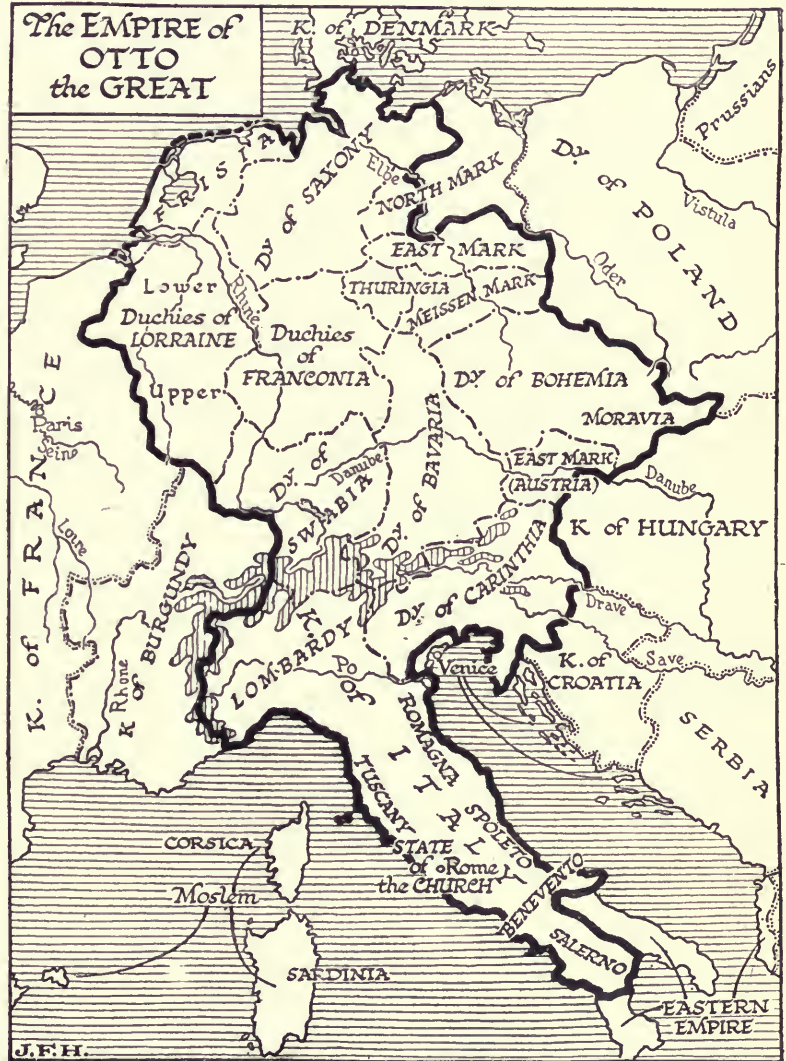 The EMPIRE of
OTTO
the GREAT
K. of DENMARK
Prussians
FRISIA
Dy. of SAXONY
Elbe
NORTH MARK
Dy. of POLAND
Vistula
EAST MARK
Oder
Lower
Rhine
THURINGIA
MEISSEN MARK
Duchies of
LORRAINE
Duchies
of
FRANCONIA
Upper
Dy. of BOHEMIA
MORAVIA
K. of FRANCE
Paris
Seine
Dy. of
SWABIA
Danube
Dy. of BAVARIA
EAST MARK
(AUSTRIA)
Danube
Loire
K of HUNGARY
K of BURGUNDY
Rhone
Dy. of CARINTHIA
Drave
K. of
ITALY
LOMBARDY
Po
Venice
K. of
CROATIA
Save
SERBIA
ROMAGNA
TUSCANY
SPOLETO
CORSICA
STATE
of Rome
the CHURCH
Moslem
BENEVENTO
SALERNO
SARDINIA
EASTERN
EMPIRE
J.F.H.